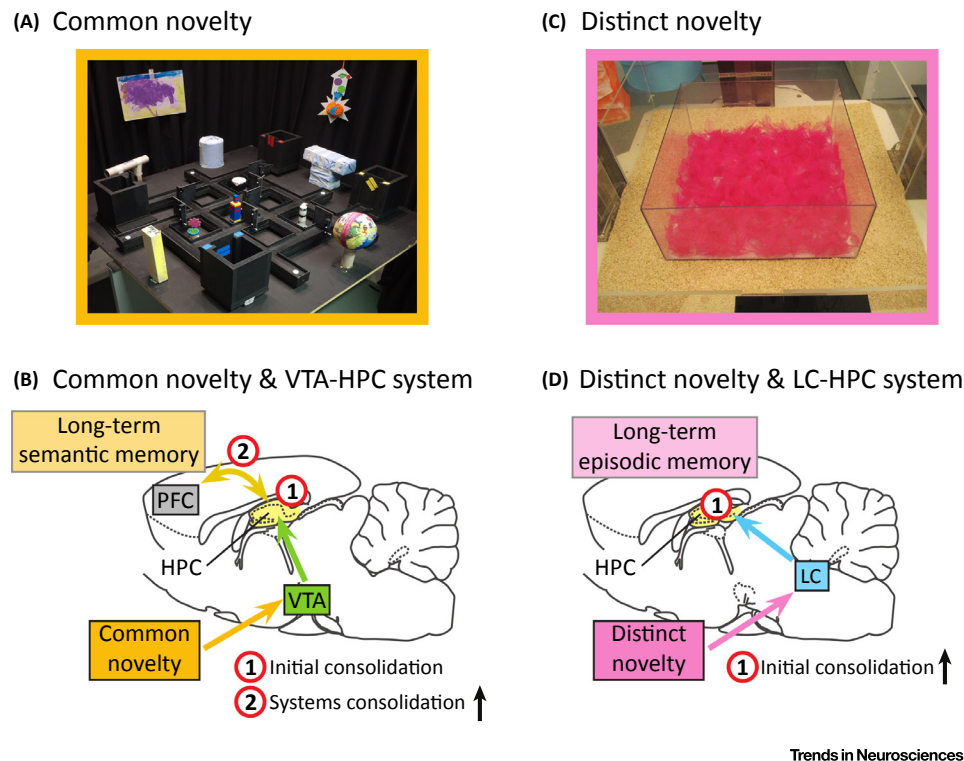 (A) Common novelty
(C) Distinct novelty
(B) Common novelty & VTA-HPC system
Long-term
semantic memory
2
1
PFC
HPC
VTA
Common
novelty
1 Initial consolidation
2 Systems consolidation
(D) Distinct novelty & LC-HPC system
Long-term
episodic memory
1
HPC
LC
Distinct
novelty
1 Initial consolidation
Trends in Neurosciences